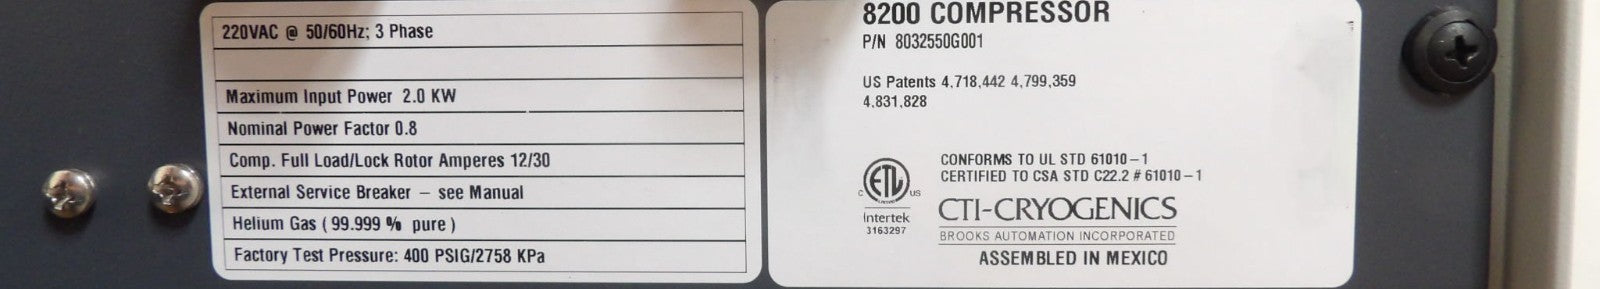 220VAC @ 50/60Hz; 3 Phase
Maximum Input Power 2.0 KW
Nominal Power Factor 0.8
Comp. Full Load/Lock Rotor Amperes 12/30
External Service Breaker – see Manual
Helium Gas ( 99.999 % pure )
Factory Test Pressure: 400 PSIG/2758 KPa
8200 COMPRESSOR
P/N 8032550G001
US Patents 4,718,442 4,799,359
4,831,828
C ETL US
LISTED
Intertek
3163297
CONFORMS TO UL STD 61010–1
CERTIFIED TO CSA STD C22.2 # 61010–1
CTI-CRYOGENICS
BROOKS AUTOMATION INCORPORATED
ASSEMBLED IN MEXICO